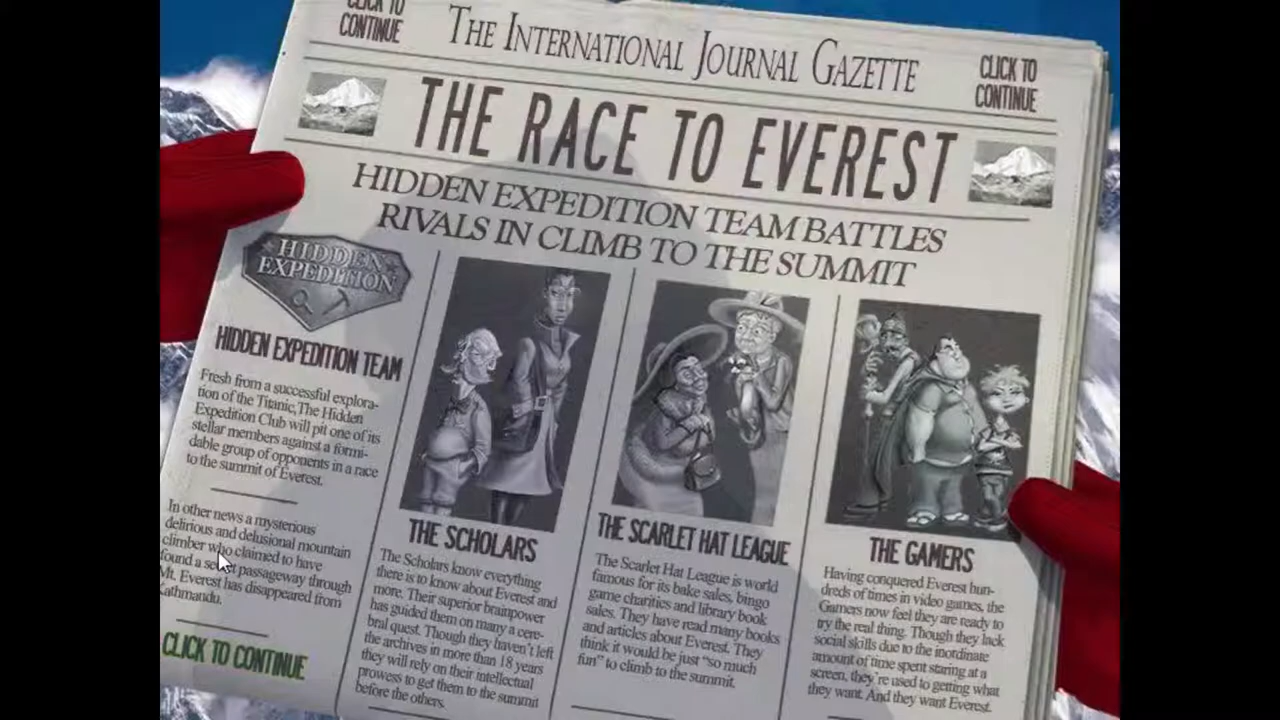 CLICK TO
CONTINUE
THE INTERNATIONAL JOURNAL GAZETTE
CLICK TO
CONTINUE
THE RACE TO EVEREST
HIDDEN EXPEDITION TEAM BATTLES
RIVALS IN CLIMB TO THE SUMMIT
HIDDEN
EXPEDITION
HIDDEN EXPEDITION TEAM
Fresh from a successful explora-
tion of the Titanic, The Hidden
Expedition Club will pit one of its
stellar members against a formi-
dable group of opponents in a race
to the summit of Everest.
In other news a mysterious
delirious and delusional mountain
climber who claimed to have
found a secret passageway through
Mt. Everest has disappeared from
Kathmandu.
CLICK TO CONTINUE
THE SCHOLARS
The Scholars know everything
there is to know about Everest and
more. Their superior brainpower
has guided them on many a cere-
bral quest. Though they haven't left
the archives in more than 18 years
they will rely on their intellectual
prowess to get them to the summit
before the others.
THE SCARLET HAT LEAGUE
The Scarlet Hat League is world
famous for its bake sales, bingo
game charities and library book
sales. They have read many books
and articles about Everest. They
think it would be just "so much
fun" to climb to the summit.
THE GAMERS
Having conquered Everest hun-
dreds of times in video games, the
Gamers now feel they are ready to
try the real thing. Though they lack
social skills due to the inordinate
amount of time spent staring at a
screen, they're used to getting what
they want. And they want Everest.